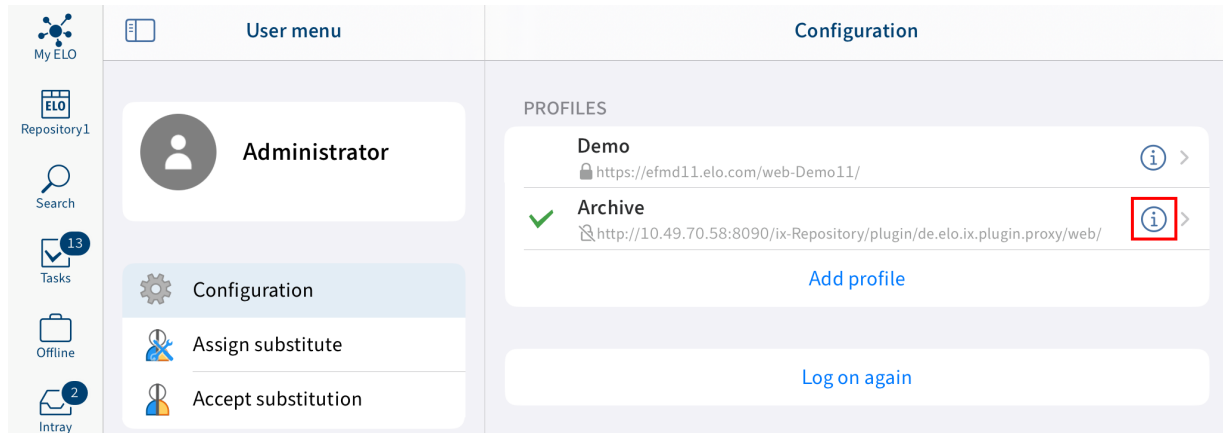 My ELO
ELO
Repository1
Search
13
Tasks
Offline
2
Intray
User menu
Administrator
Configuration
Assign substitute
Accept substitution
Configuration
PROFILES
Demo
https://efmd11.elo.com/web-Demo11/
Archive
http://10.49.70.58:8090/ix-Repository/plugin/de.elo.ix.plugin.proxy/web/
Add profile
Log on again